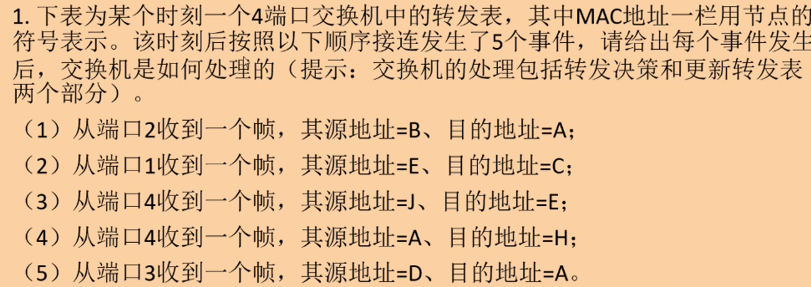 1. 下表为某个时刻一个4端口交换机中的转发表，其中MAC地址一栏用节点的
符号表示。该时刻后按照以下顺序接连发生了5个事件，请给出每个事件发生
后，交换机是如何处理的（提示：交换机的处理包括转发决策和更新转发表
两个部分）。
（1）从端口2收到一个帧，其源地址=B、目的地址=A；
（2）从端口1收到一个帧，其源地址=E、目的地址=C；
（3）从端口4收到一个帧，其源地址=J、目的地址=E；
（4）从端口4收到一个帧，其源地址=A、目的地址=H；
（5）从端口3收到一个帧，其源地址=D、目的地址=A。